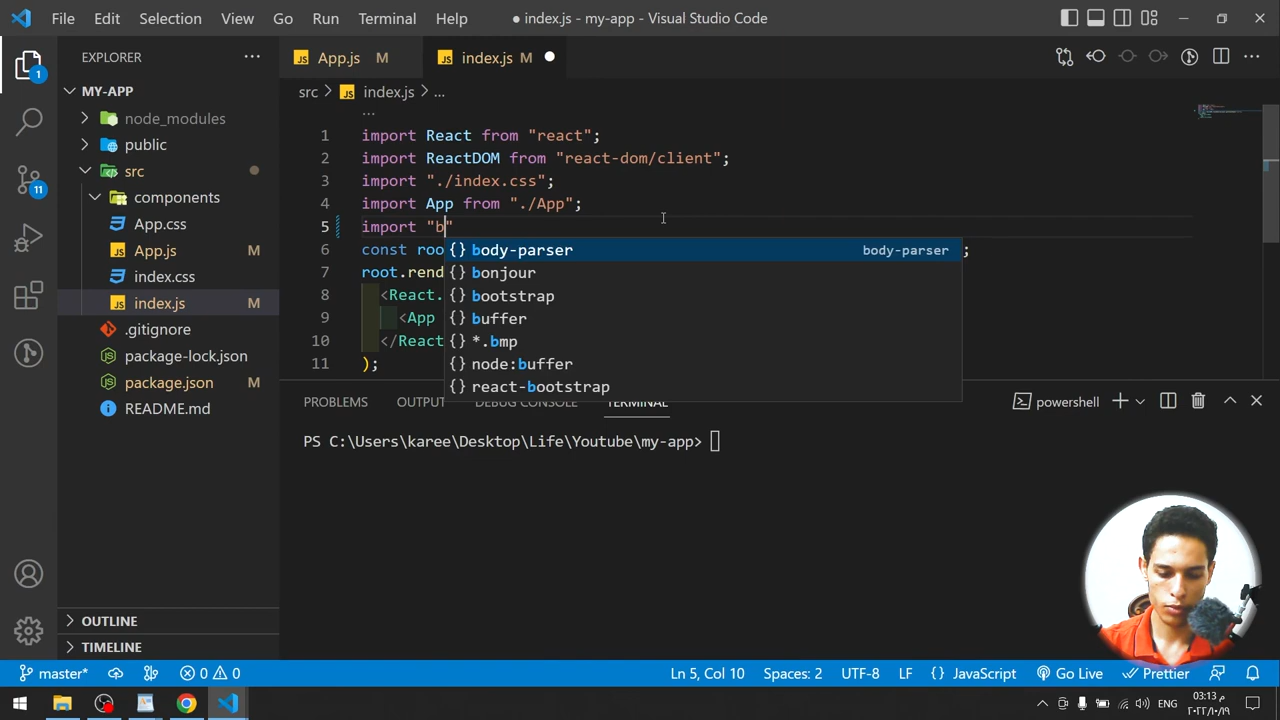 File Edit Selection View Go Run Terminal Help
● index.js - my-app - Visual Studio Code
EXPLORER
App.js M
index.js M
1
MY-APP
src > index.js > ...
node_modules
public
src
components
App.css
App.js M
index.css
index.js M
.gitignore
package-lock.json
package.json M
README.md
11
1 import React from "react";
2 import ReactDOM from "react-dom/client";
3 import "./index.css";
4 import App from "./App";
5 import "b"
6 const roo ;
7 root.rend
8 <React.
9 <App
10 </React
11 );
{} body-parser body-parser
{} bonjour
{} bootstrap
{} buffer
{} *.bmp
{} node:buffer
{} react-bootstrap
PROBLEMS OUTPUT DEBUG CONSOLE TERMINAL
powershell
PS C:\Users\karee\Desktop\Life\Youtube\my-app>
OUTLINE
TIMELINE
master* 0 0
Ln 5, Col 10 Spaces: 2 UTF-8 LF {} JavaScript Go Live Prettier
ENG
03:13 م
٢٠٢٢/١٠/١٩